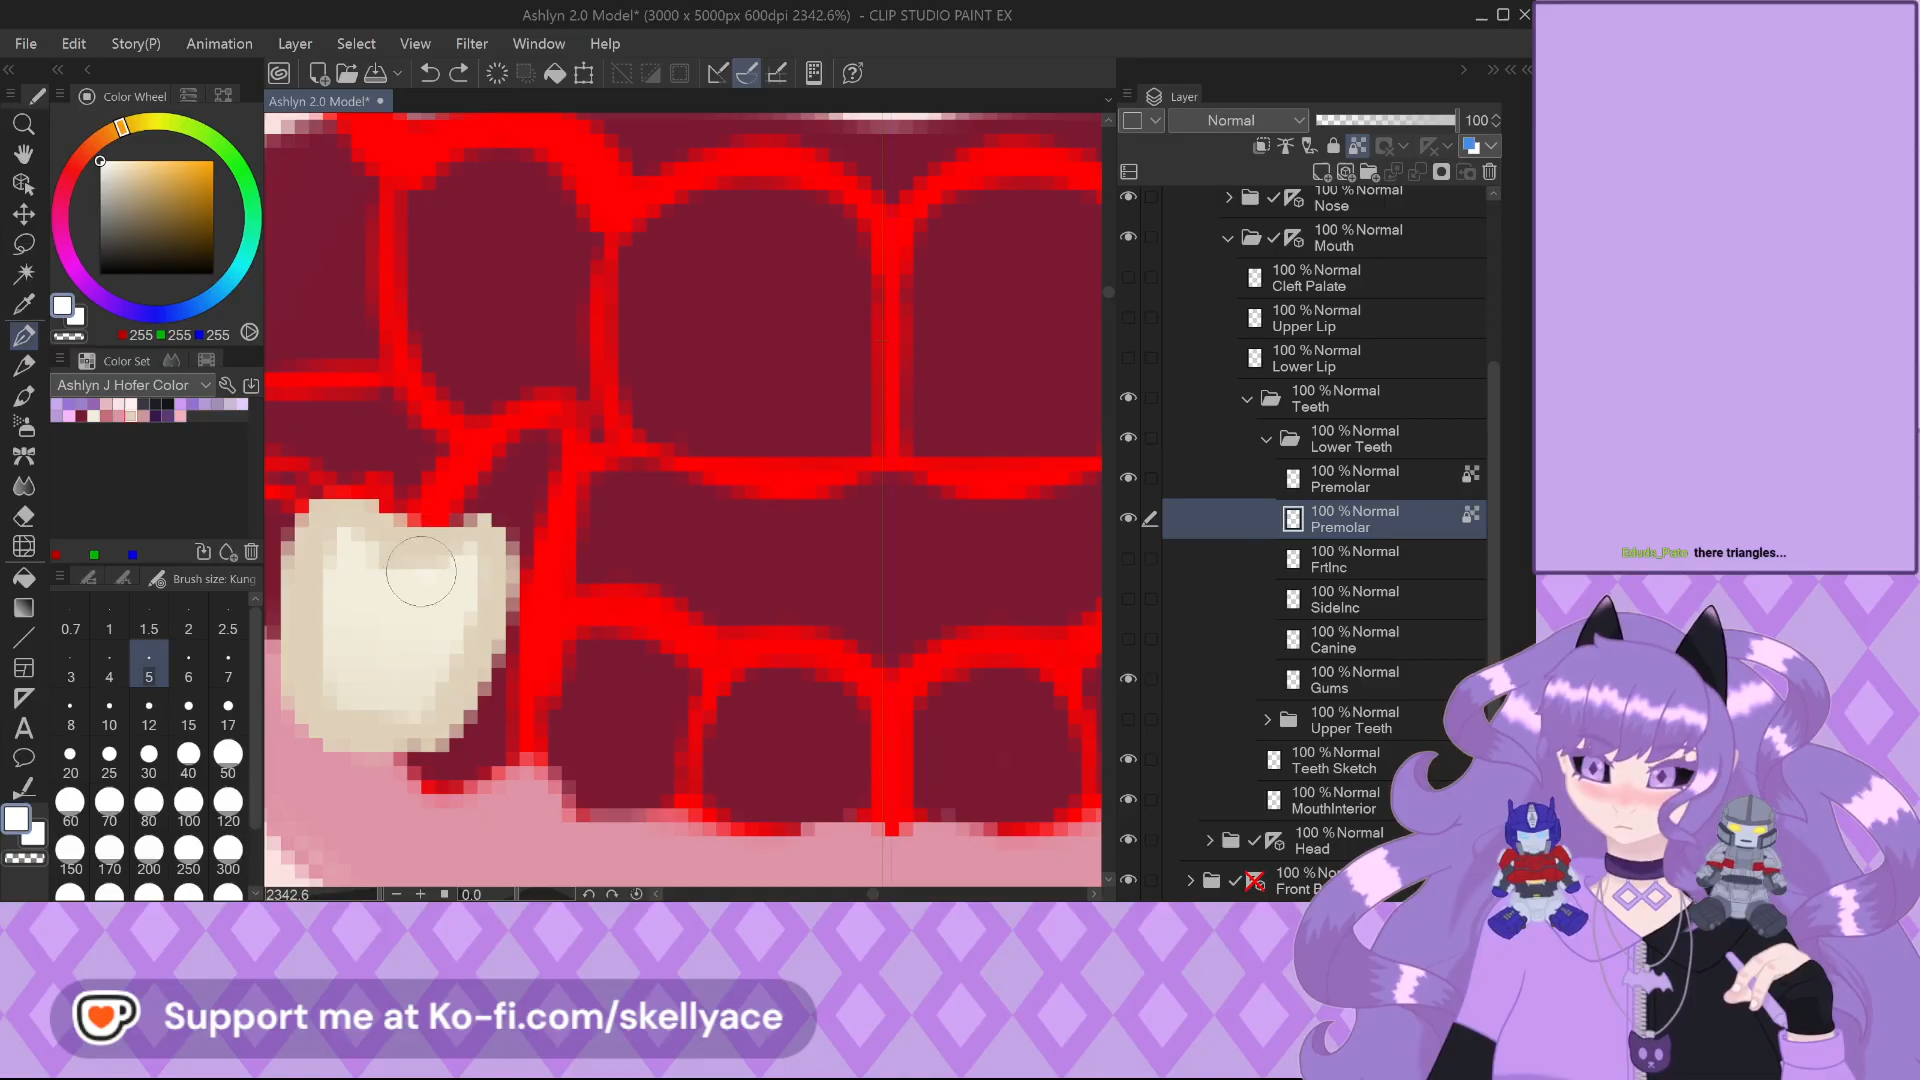 Ashlyn 2.0 Model* (3000 x 5000px 600dpi 2342.6%) - CLIP STUDIO PAINT EX
File Edit Story(P) Animation Layer Select View Filter Window Help
Color Wheel
Ashlyn 2.0 Model*
Layer
Normal 100
100 %Normal
Nose
100 %Normal
Mouth
100 %Normal
Cleft Palate
100 %Normal
Upper Lip
255 255 255
Color Set
100 %Normal
Lower Lip
Ashlyn J Hofer Color
100 %Normal
Teeth
100 %Normal
Lower Teeth
100 %Normal
Premolar
100 %Normal
Premolar
100 %Normal
FrtInc
Eduda_Pato there triangles...
Brush size: Kung
100 %Normal
SideInc
0.7 1 1.5 2 2.5
100 %Normal
Canine
3 4 5 6 7
100 %Normal
Gums
8 10 12 15 17
100 %Normal
Upper Teeth
20 25 30 40 50
100 %Normal
Teeth Sketch
60 70 80 100 120
100 %Normal
MouthInterior
150 170 200 250 300
100 %Normal
Head
100 %Normal
Front
2342.6 0.0
A
Support me at Ko-fi.com/skellyace